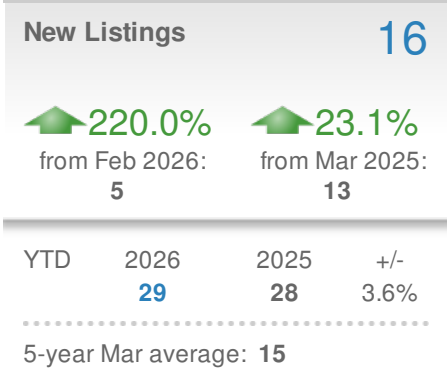 New Listings 16
220.0% 23.1%
from Feb 2026: from Mar 2025:
5 13
YTD 2026 2025 +/-
29 28 3.6%
5-year Mar average: 15